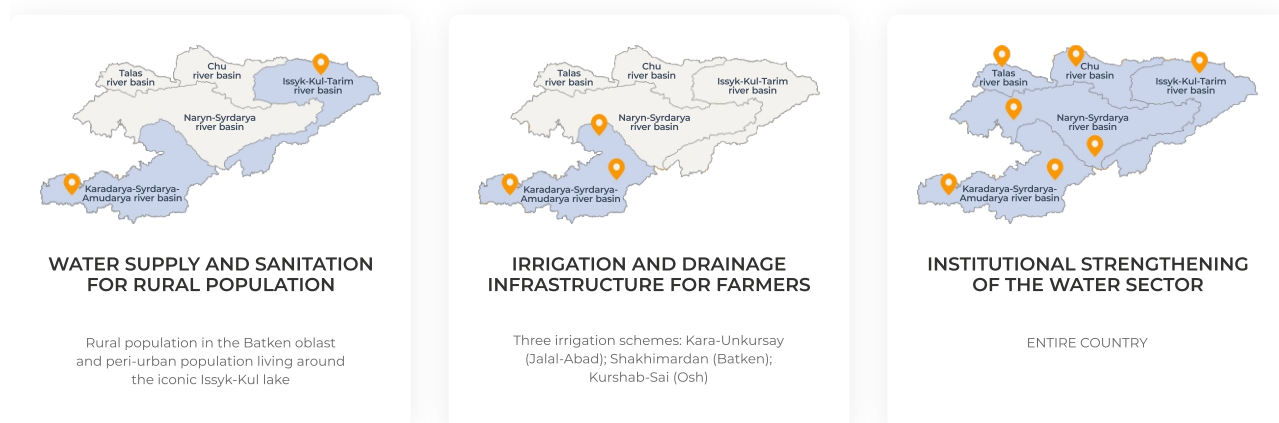 Talas
river basin
Chu
river basin
Issyk-Kul-Tarim
river basin
Naryn-Syrdarya
river basin
Karadarya-Syrdarya-
Amudarya river basin
WATER SUPPLY AND SANITATION
FOR RURAL POPULATION
Rural population in the Batken oblast
and peri-urban population living around
the iconic Issyk-Kul lake
Talas
river basin
Chu
river basin
Issyk-Kul-Tarim
river basin
Naryn-Syrdarya
river basin
Karadarya-Syrdarya-
Amudarya river basin
IRRIGATION AND DRAINAGE
INFRASTRUCTURE FOR FARMERS
Three irrigation schemes: Kara-Unkursay
(Jalal-Abad); Shakhimardan (Batken);
Kurshab-Sai (Osh)
Talas
river basin
Chu
river basin
Issyk-Kul-Tarim
river basin
Naryn-Syrdarya
river basin
Karadarya-Syrdarya-
Amudarya river basin
INSTITUTIONAL STRENGTHENING
OF THE WATER SECTOR
ENTIRE COUNTRY